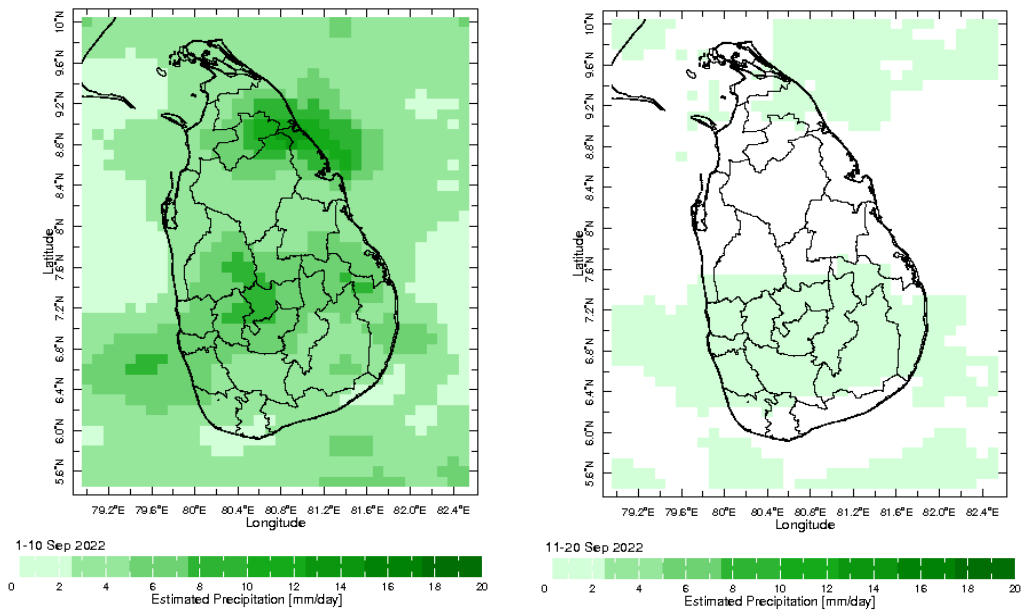 10°N
9.6°N
9.2°N
8.8°N
8.4°N
8°N
7.6°N
7.2°N
6.8°N
6.4°N
6.0°N
5.6°N
Latitude
79.2°E 79.6°E 80°E 80.4°E 80.8°E 81.2°E 81.6°E 82.0°E 82.4°E
Longitude
1-10 Sep 2022
0 2 4 6 8 10 12 14 16 18 20
Estimated Precipitation [mm/day]
10°N
9.6°N
9.2°N
8.8°N
8.4°N
8°N
7.6°N
7.2°N
6.8°N
6.4°N
6.0°N
5.6°N
Latitude
79.2°E 79.6°E 80°E 80.4°E 80.8°E 81.2°E 81.6°E 82.0°E 82.4°E
Longitude
11-20 Sep 2022
0 2 4 6 8 10 12 14 16 18 20
Estimated Precipitation [mm/day]